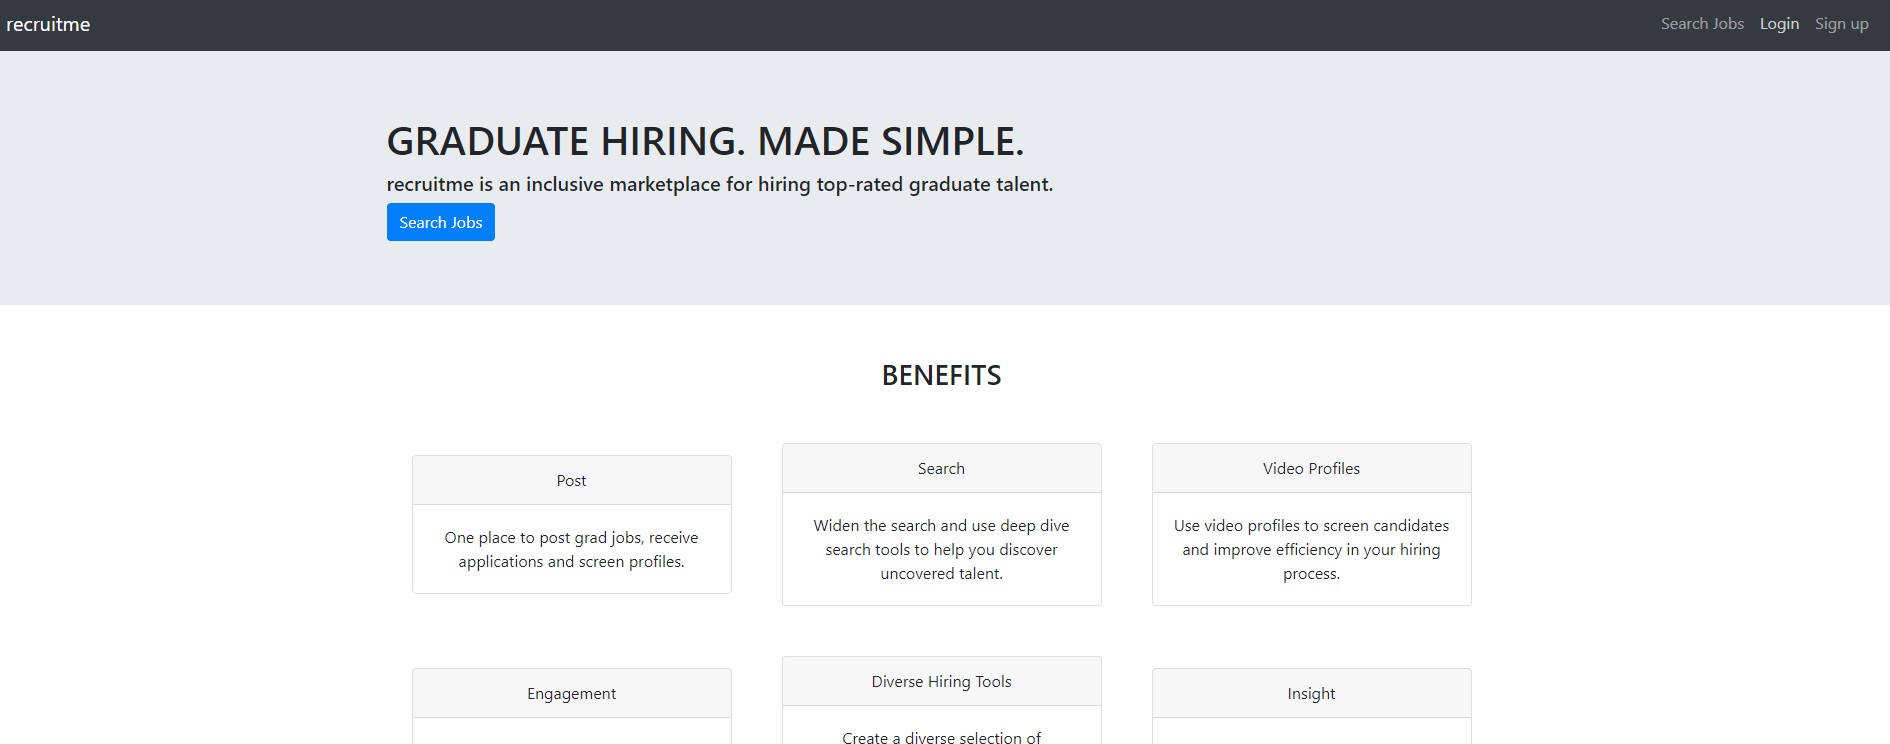 recruitme
Search Jobs Login Sign up
GRADUATE HIRING. MADE SIMPLE.
recruitme is an inclusive marketplace for hiring top-rated graduate talent.
Search Jobs
BENEFITS
Post
One place to post grad jobs, receive
applications and screen profiles.
Search
Widen the search and use deep dive
search tools to help you discover
uncovered talent.
Video Profiles
Use video profiles to screen candidates
and improve efficiency in your hiring
process.
Engagement
Diverse Hiring Tools
Create a diverse selection of
Insight